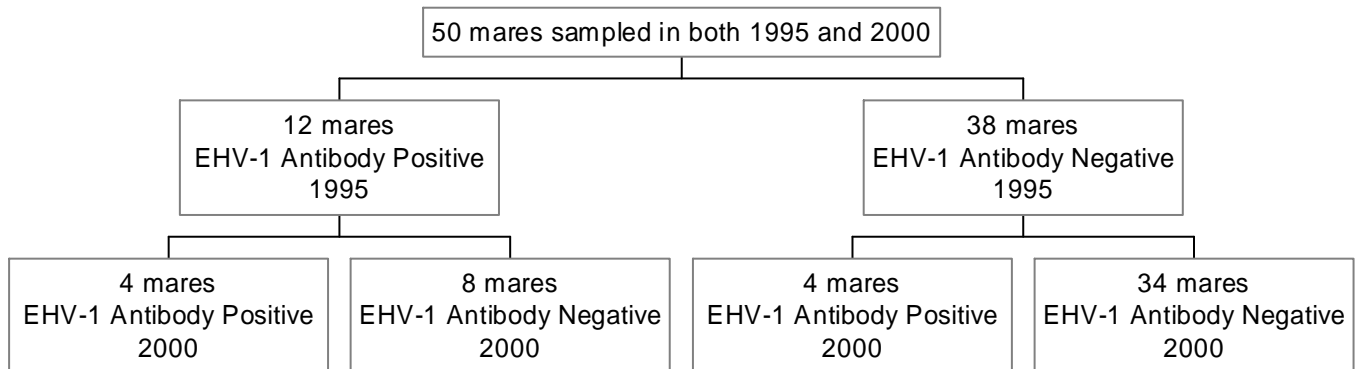 50 mares sampled in both 1995 and 2000
12 mares
EHV-1 Antibody Positive
1995
38 mares
EHV-1 Antibody Negative
1995
4 mares
EHV-1 Antibody Positive
2000
8 mares
EHV-1 Antibody Negative
2000
4 mares
EHV-1 Antibody Positive
2000
34 mares
EHV-1 Antibody Negative
2000